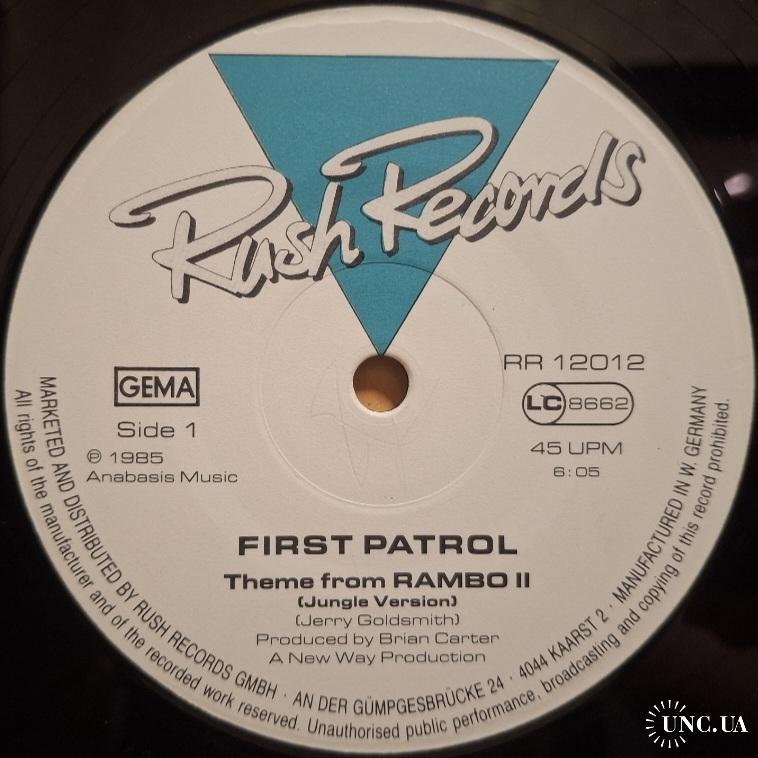 Rush Records
GEMA
Side 1
℗ 1985
Anabasis Music
RR 12012
LC 8662
45 UPM
6:05
FIRST PATROL
Theme from RAMBO II
(Jungle Version)
(Jerry Goldsmith)
Produced by Brian Carter
A New Way Production
MARKETED AND DISTRIBUTED BY RUSH RECORDS GMBH · AN DER GÜMPGESBRÜCKE 24 · 4044 KAARST 2 · MANUFACTURED IN W. GERMANY
All rights of the manufacturer and of the recorded work reserved. Unauthorised public performance, broadcasting and copying of this record prohibited.
UNC.UA